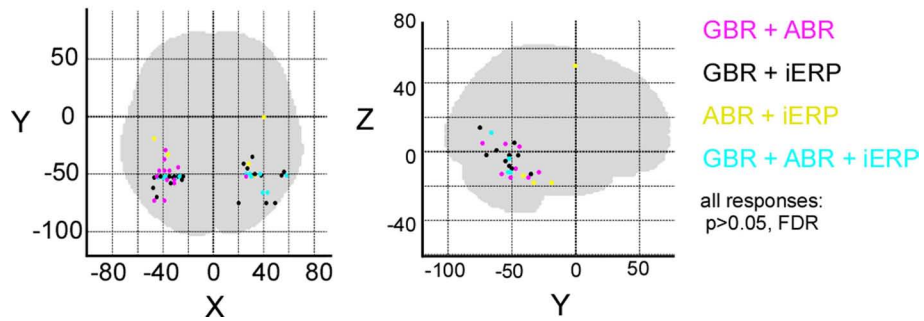 50
0
-50
-100
Y
-80
-40
0
40
80
X
80
40
0
-40
Z
-100
-50
0
50
Y
GBR + ABR
GBR + iERP
ABR + iERP
GBR + ABR + iERP
all responses:
p>0.05, FDR